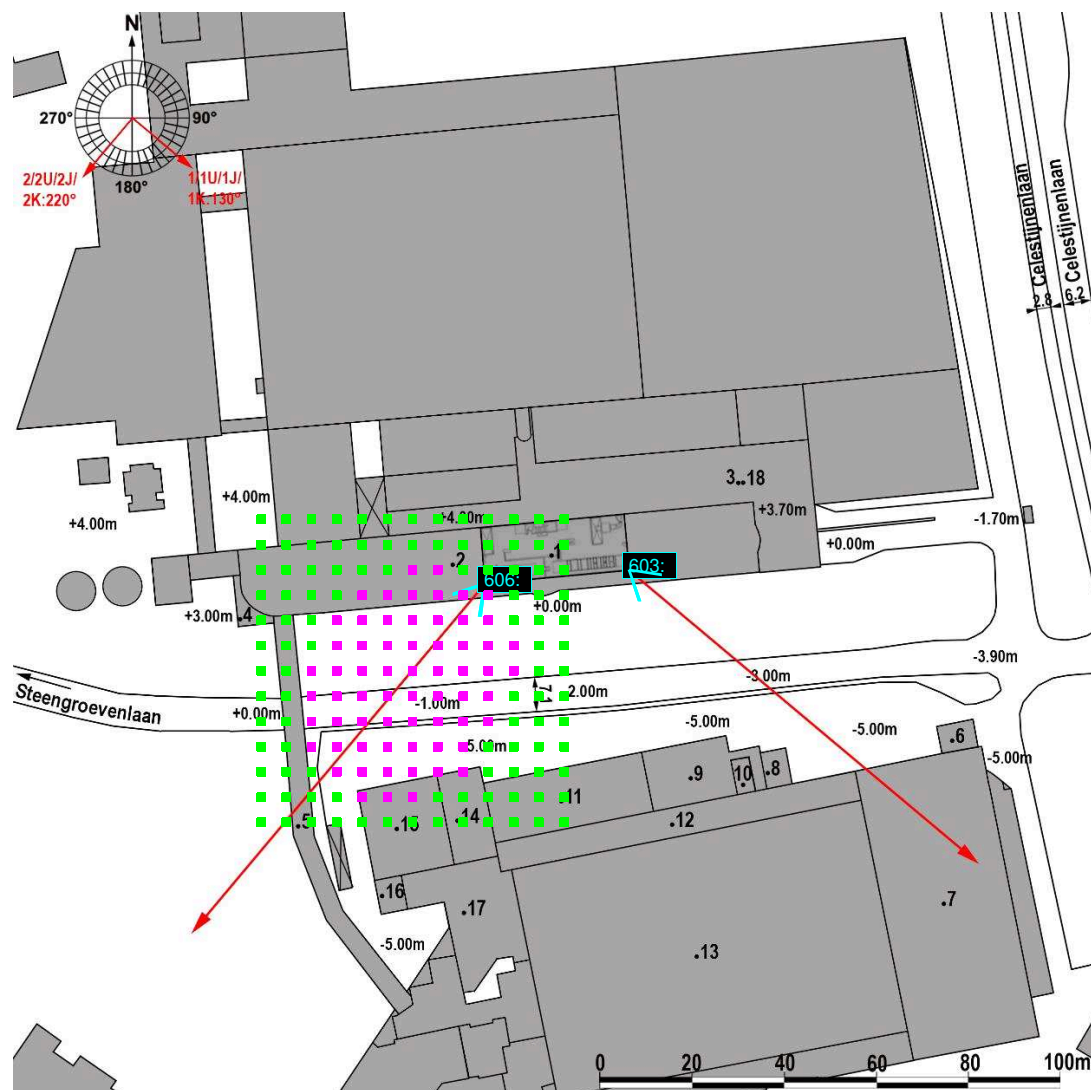 N
270°
90°
180°
2/2U/2J/
2K:220°
1/1U/1J/
1K:130°
Celestijnenlaan
Celestijnenlaan
2.8
6.2
3.
.18
+4.00m
+4.00m
+4.00m
+3.70m
-1.70m
+0.00m
.2
.1
606:
603:
+0.00m
+3.00m
.4
-3.90m
-3.00m
Steengroevenlaan
+0.00m
-1.00m
-2.00m
-5.00m
-5.00m
-5.00m
-5.00m
.6
.9
.10
.8
.11
.12
.5
.15
.14
.16
.17
.7
-5.00m
.13
0 20 40 60 80 100m